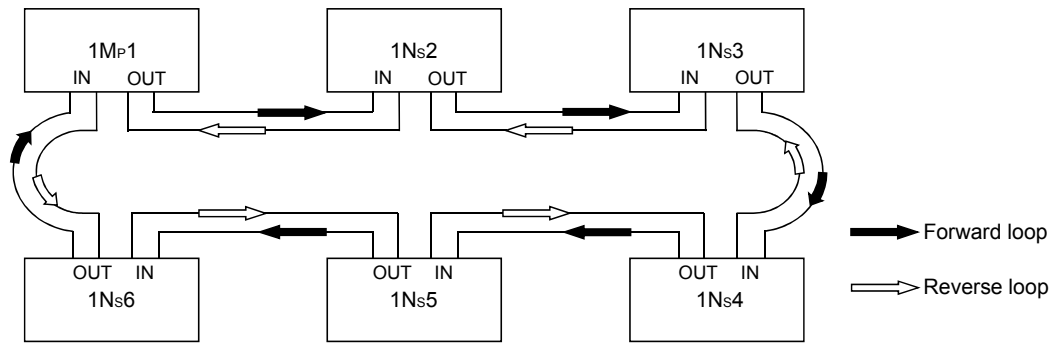 1MP1
IN OUT
1NS2
IN OUT
1NS3
IN OUT
OUT IN
1NS6
OUT IN
1NS5
OUT IN
1NS4
Forward loop
Reverse loop